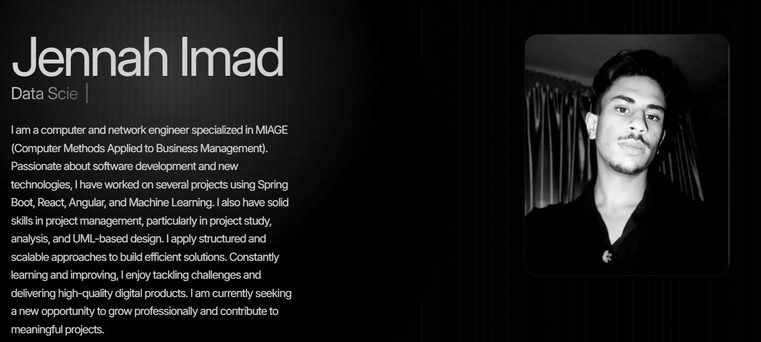 Jennah Imad
Data Scie
I am a computer and network engineer specialized in MIAGE
(Computer Methods Applied to Business Management).
Passionate about software development and new
technologies, I have worked on several projects using Spring
Boot, React, Angular, and Machine Learning. I also have solid
skills in project management, particularly in project study,
analysis, and UML-based design. I apply structured and
scalable approaches to build efficient solutions. Constantly
learning and improving, I enjoy tackling challenges and
delivering high-quality digital products. I am currently seeking
a new opportunity to grow professionally and contribute to
meaningful projects.